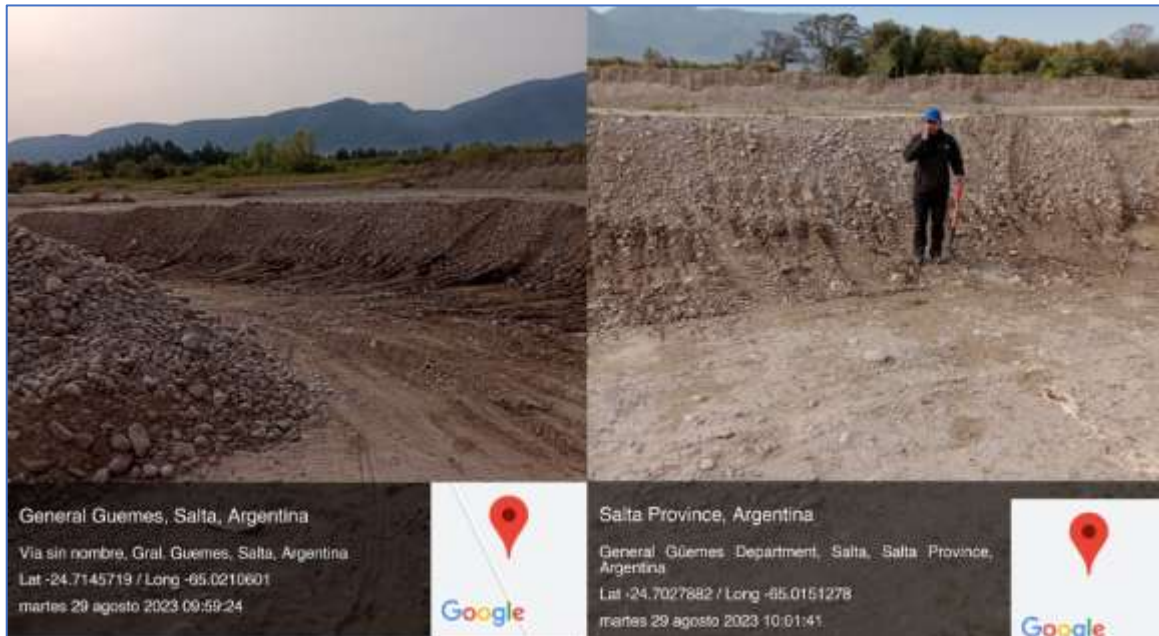 General Guemes, Salta, Argentina
Via sin nombre, Gral. Guemes, Salta, Argentina
Lat -24.7145719 / Long -65.0210601
martes 29 agosto 2023 09:59:24
Google
Salta Province, Argentina
General Güemes Department, Salta, Salta Province,
Argentina
Lat -24.7027882 / Long -65.0151278
martes 29 agosto 2023 10:01:41
Google